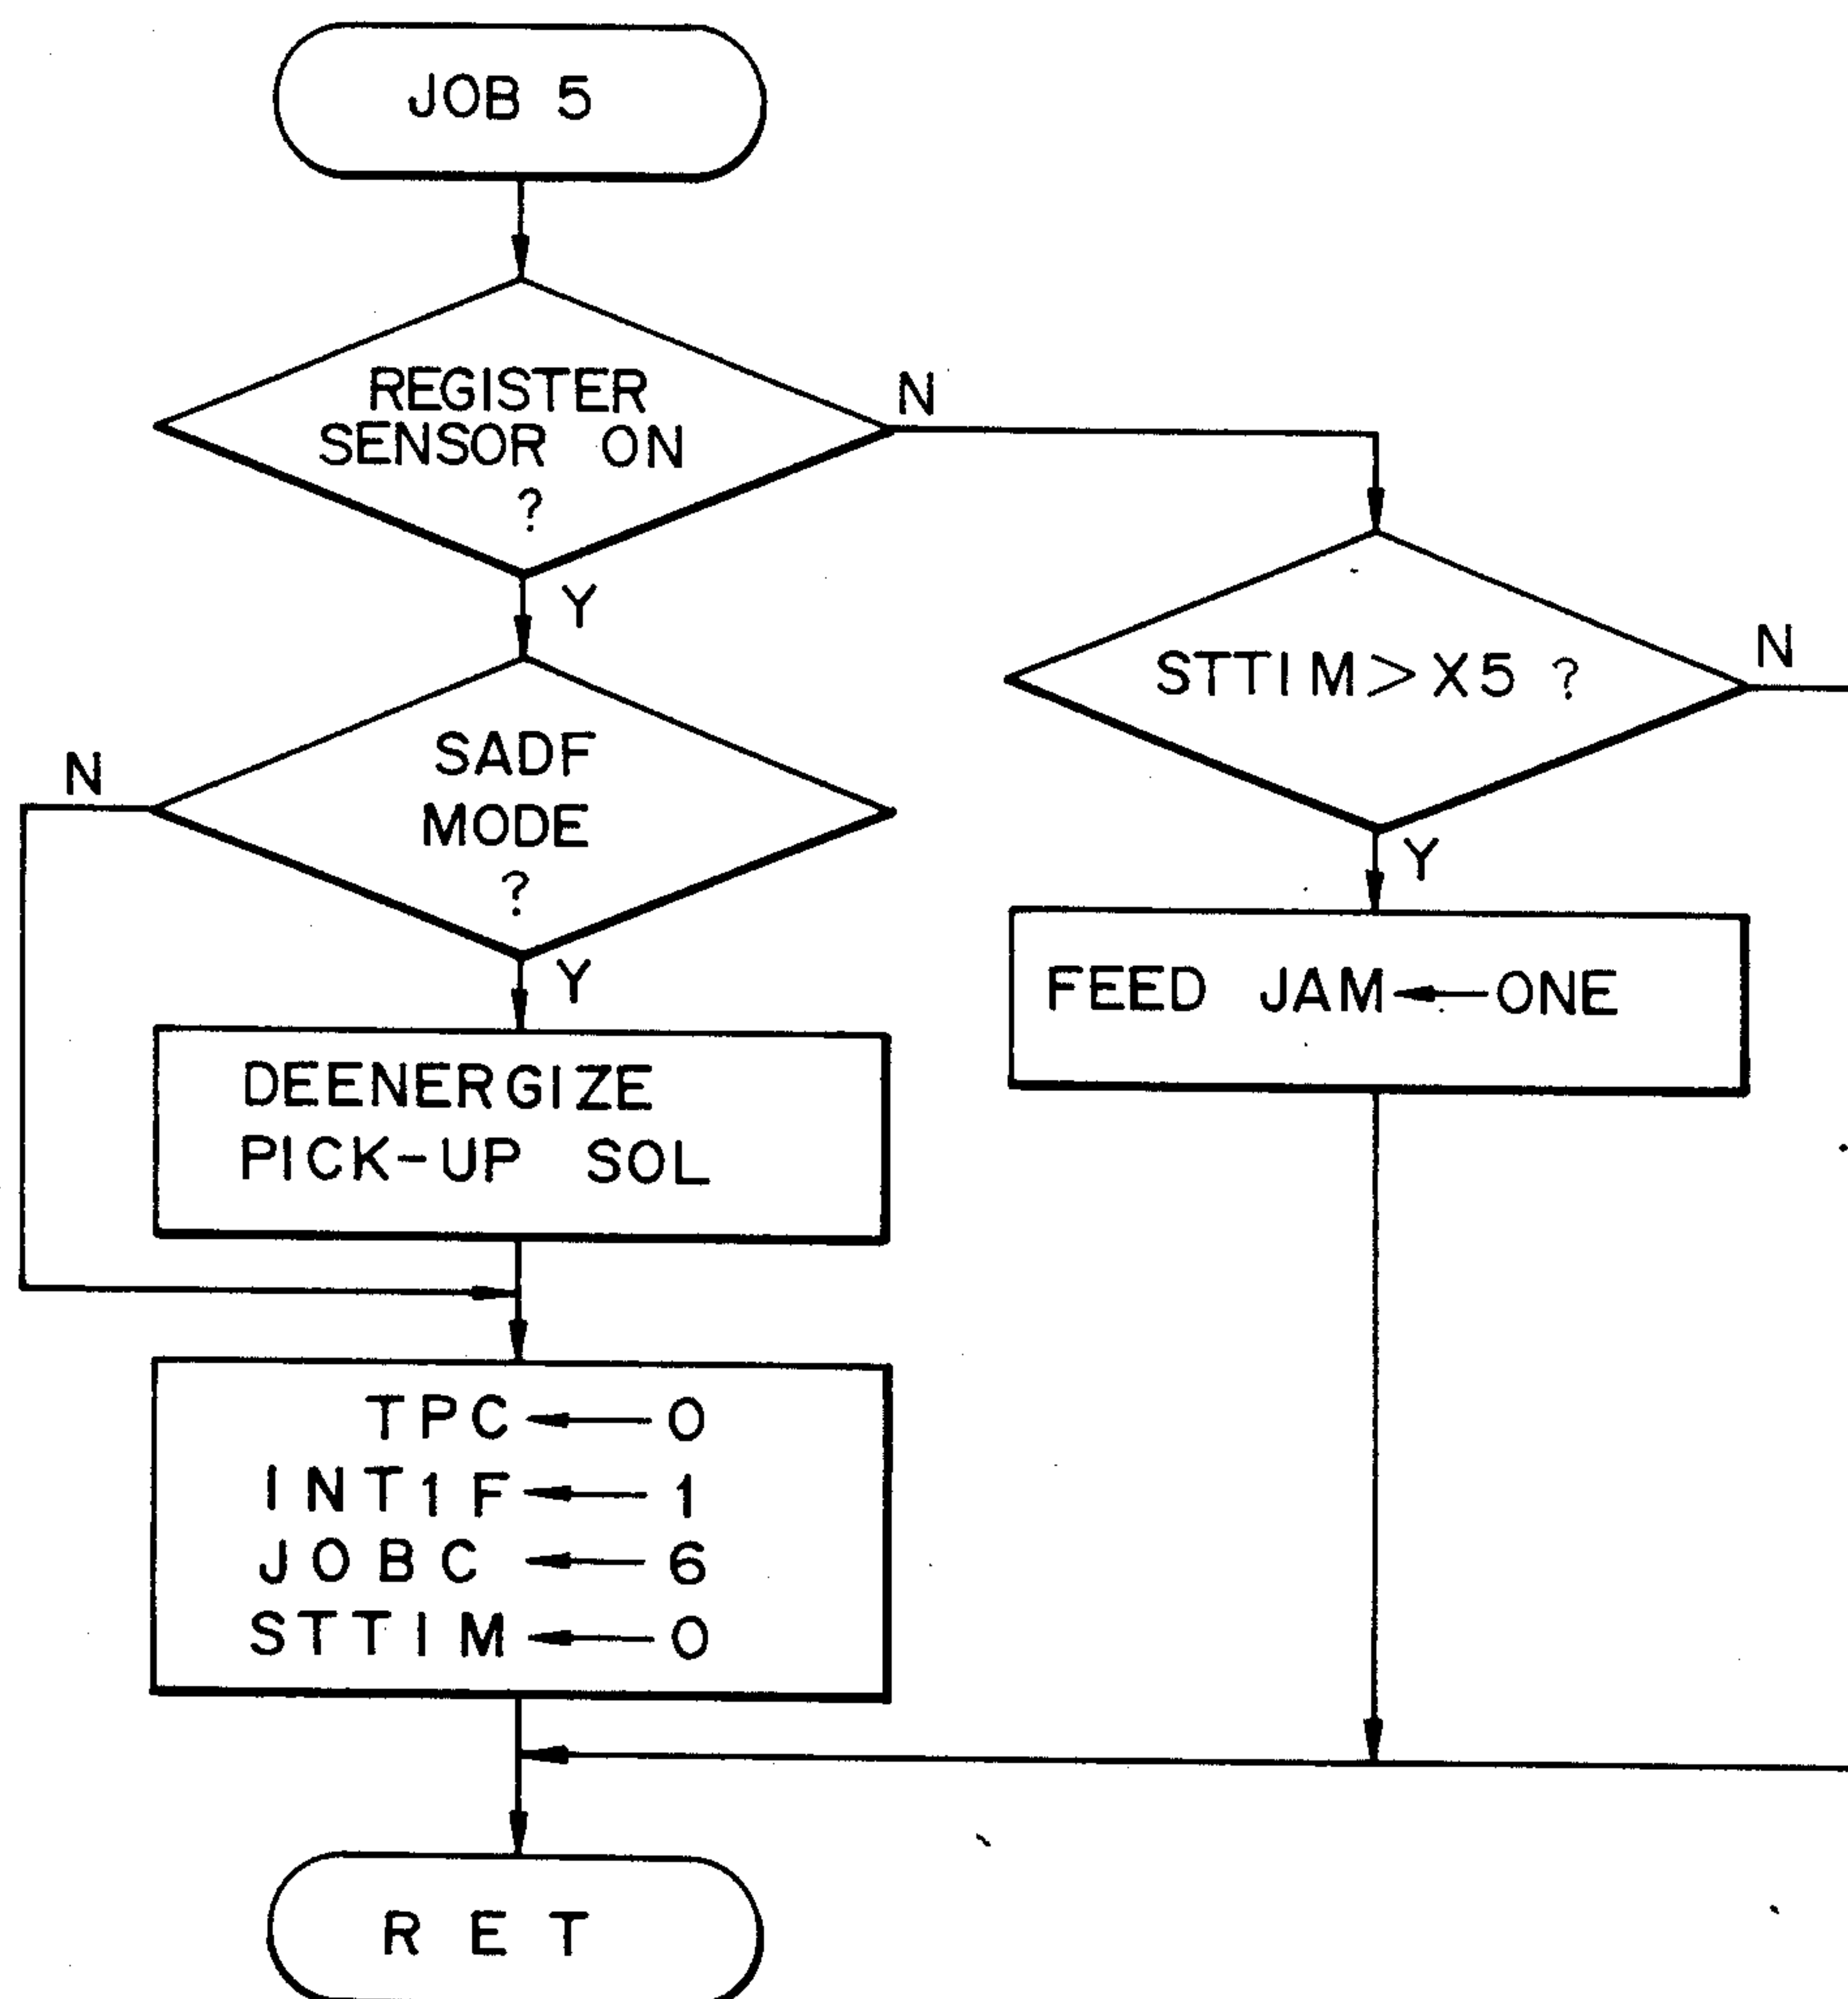 JOB 5
REGISTER
SENSOR ON
?
N
Y
STTIM>X5 ?
N
Y
SADF
MODE
?
N
Y
FEED JAM←ONE
DEENERGIZE
PICK-UP SOL
TPC←0
INT1F←1
JOBC←6
STTIM←0
RET